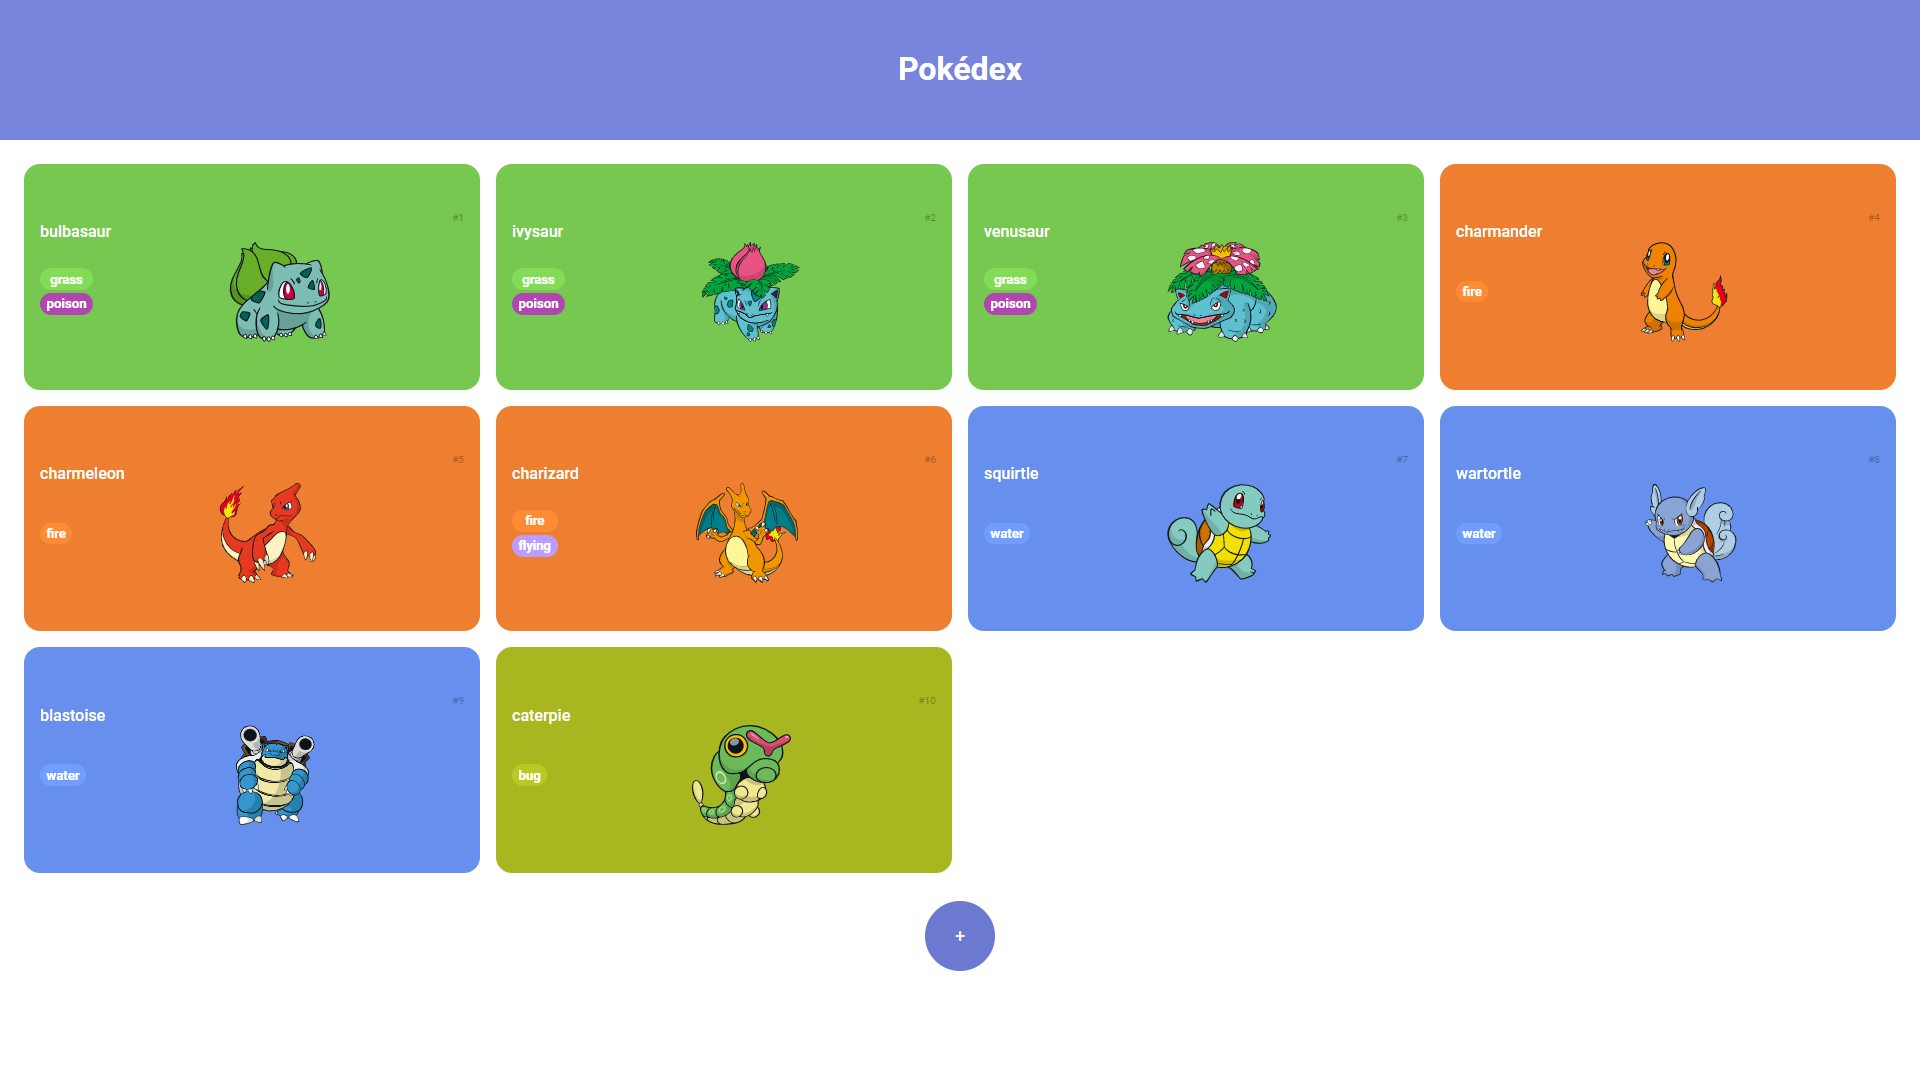 Pokédex
#1
bulbasaur
grass
poison
#2
ivysaur
grass
poison
#3
venusaur
grass
poison
#4
charmander
fire
#5
charmeleon
fire
#6
charizard
fire
flying
#7
squirtle
water
#8
wartortle
water
#9
blastoise
water
#10
caterpie
bug
+